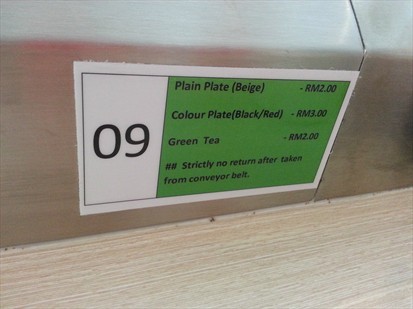 09
Plain Plate (Beige) - RM2.00
Colour Plate(Black/Red) - RM3.00
Green Tea - RM2.00
## Strictly no return after taken
from conveyor belt.